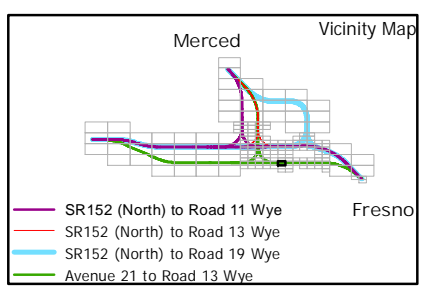 Vicinity Map
Merced
SR152 (North) to Road 11 Wye
Fresno
SR152 (North) to Road 13 Wye
SR152 (North) to Road 19 Wye
Avenue 21 to Road 13 Wye